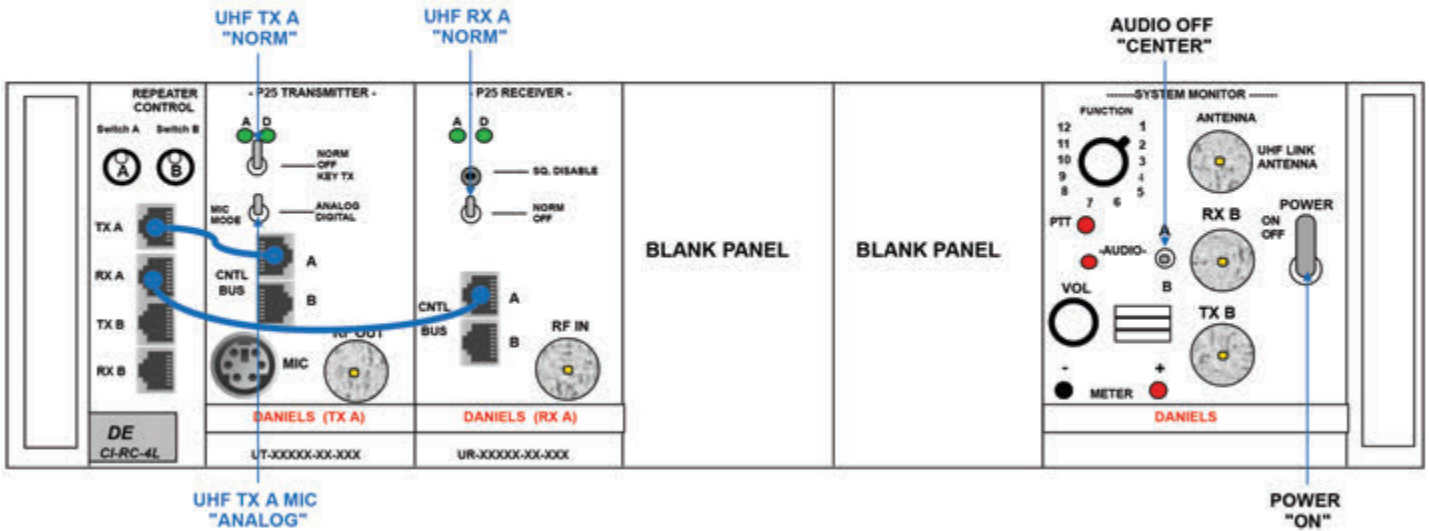 UHF TX A
"NORM"
UHF RX A
"NORM"
AUDIO OFF
"CENTER"
REPEATER
CONTROL
Switch A Switch B
A
B
TX A
RX A
TX B
RX B
DE
CI-RC-4L
- P25 TRANSMITTER -
A D
NORM
OFF
KEY TX
MIC
MODE
ANALOG
DIGITAL
CNTL
BUS
A
B
RF OUT
MIC
DANIELS (TX A)
UT-XXXXX-XX-XXX
- P25 RECEIVER -
A D
SQ. DISABLE
NORM
OFF
CNTL
BUS
A
B
RF IN
DANIELS (RX A)
UR-XXXXX-XX-XXX
BLANK PANEL
BLANK PANEL
-------SYSTEM MONITOR -------
FUNCTION
12
11
10
9
8
7
6
1
2
3
4
5
ANTENNA
UHF LINK
ANTENNA
PTT
-AUDIO-
A
B
RX B
POWER
ON
OFF
VOL
TX B
-
METER
+
DANIELS
UHF TX A MIC
"ANALOG"
POWER
"ON"